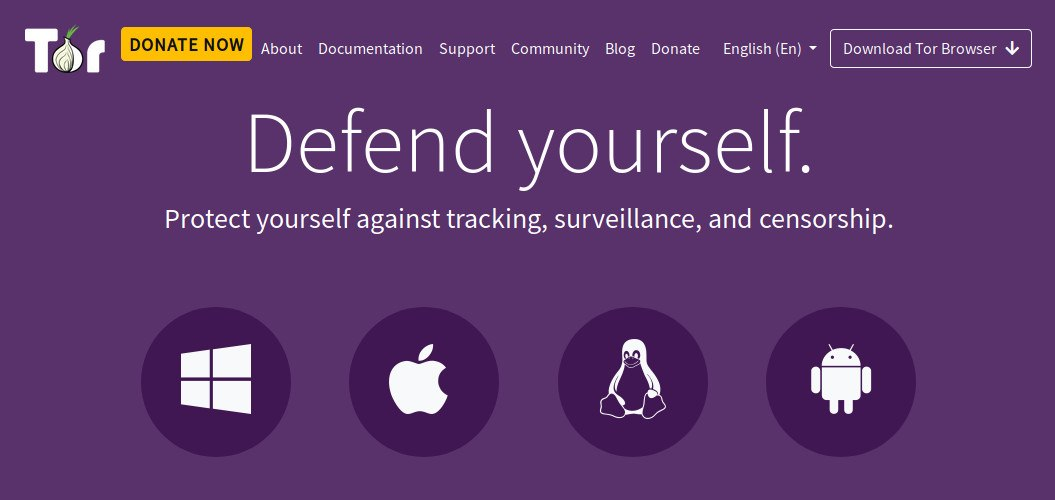 Tor
DONATE NOW
About
Documentation
Support
Community
Blog
Donate
English (En)
Download Tor Browser
Defend yourself.
Protect yourself against tracking, surveillance, and censorship.